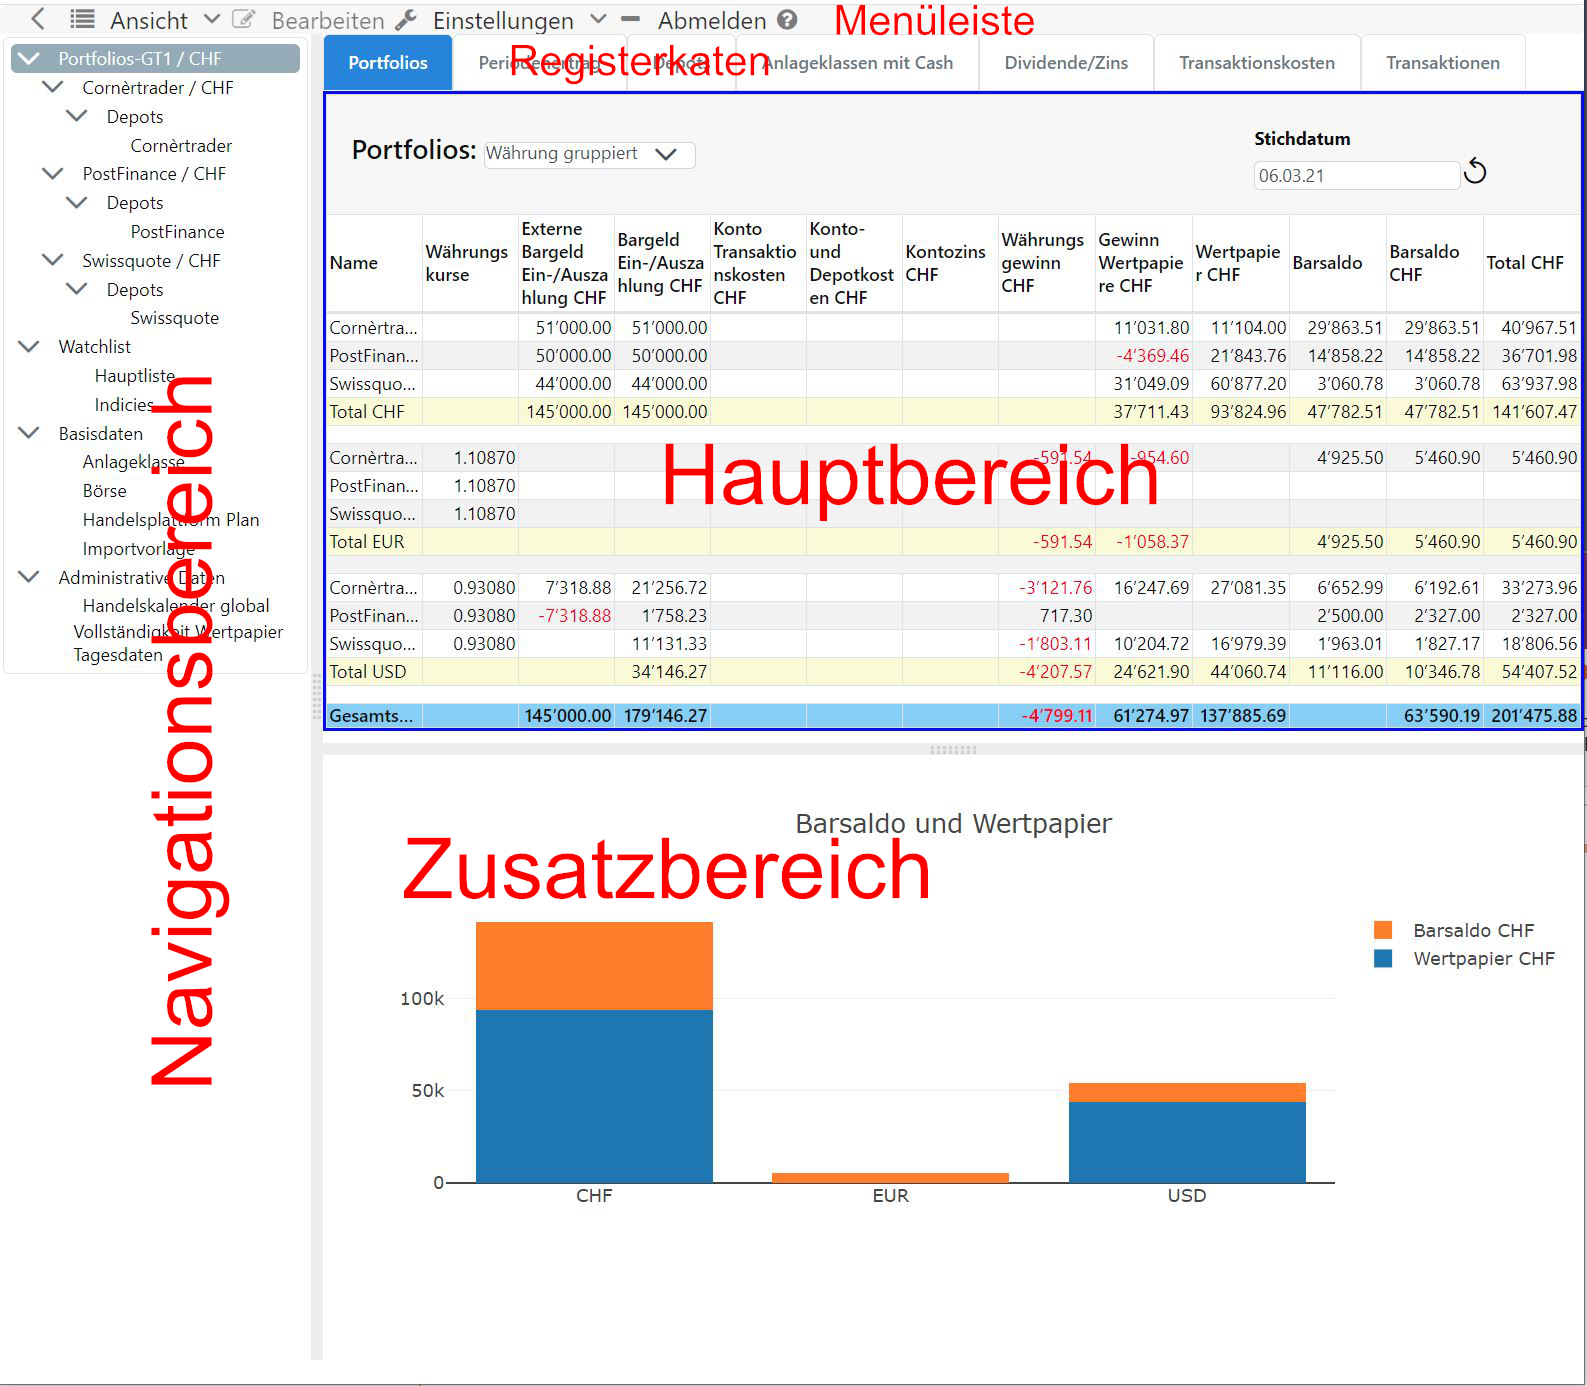 Ansicht Bearbeiten Einstellungen Abmelden Menüleiste
Registerkaten
Portfolios Periodenertrag Depots Anlageklassen mit Cash Dividende/Zins Transaktionskosten Transaktionen
Portfolios-GT1 / CHF
Cornèrtrader / CHF
Depots
Cornèrtrader
PostFinance / CHF
Depots
PostFinance
Swissquote / CHF
Depots
Swissquote
Watchlist
Hauptliste
Indicies
Basisdaten
Anlageklasse
Börse
Handelsplattform Plan
Importvorlage
Administrative Daten
Handelskalender global
Vollständigkeit Wertpapier
Tagesdaten
Navigationsbereich
Portfolios: Währung gruppiert
Stichdatum
06.03.21
Name
Währungs
kurse
Externe
Bargeld
Ein-/Ausza
hlung CHF
Bargeld
Ein-/Ausza
hlung CHF
Konto
Transaktio
nskosten
CHF
Konto-
und
Depotkost
en CHF
Kontozins
CHF
Währungs
gewinn
CHF
Gewinn
Wertpapie
re CHF
Wertpapie
r CHF
Barsaldo
Barsaldo
CHF
Total CHF
Cornèrtra... 51'000.00 51'000.00 11'031.80 11'104.00 29'863.51 29'863.51 40'967.51
PostFinan... 50'000.00 50'000.00 -4'369.46 21'843.76 14'858.22 14'858.22 36'701.98
Swissquo... 44'000.00 44'000.00 31'049.09 60'877.20 3'060.78 3'060.78 63'937.98
Total CHF 145'000.00 145'000.00 37'711.43 93'824.96 47'782.51 47'782.51 141'607.47
Cornèrtra... 1.10870 -591.54 -954.60 4'925.50 5'460.90 5'460.90
PostFinan... 1.10870
Swissquo... 1.10870
Total EUR -591.54 -1'058.37 4'925.50 5'460.90 5'460.90
Hauptbereich
Cornèrtra... 0.93080 7'318.88 21'256.72 -3'121.76 16'247.69 27'081.35 6'652.99 6'192.61 33'273.96
PostFinan... 0.93080 -7'318.88 1'758.23 717.30 2'500.00 2'327.00 2'327.00
Swissquo... 0.93080 11'131.33 -1'803.11 10'204.72 16'979.39 1'963.01 1'827.17 18'806.56
Total USD 34'146.27 -4'207.57 24'621.90 44'060.74 11'116.00 10'346.78 54'407.52
Gesamts... 145'000.00 179'146.27 -4'799.11 61'274.97 137'885.69 63'590.19 201'475.88
Barsaldo und Wertpapier
Zusatzbereich
Barsaldo CHF
Wertpapier CHF
100k
50k
0
CHF EUR USD